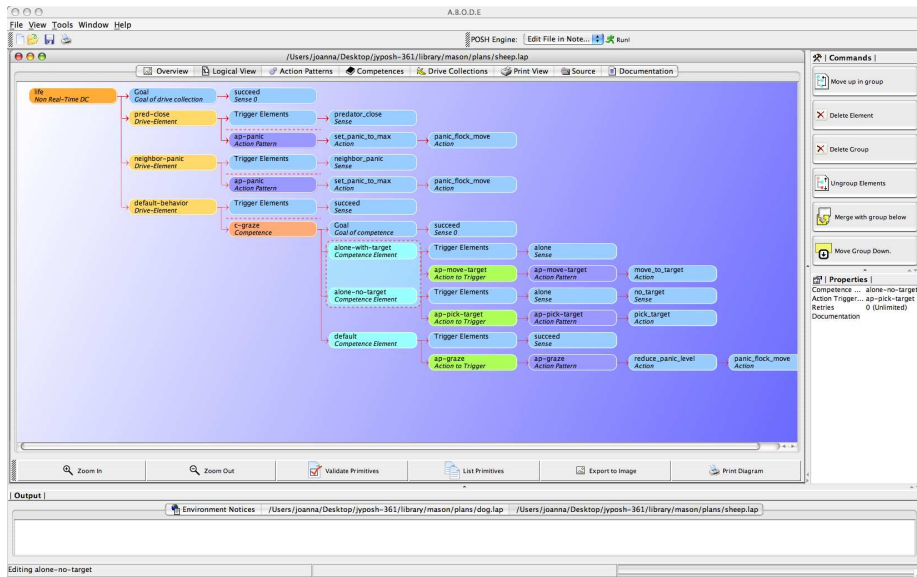 A.B.O.D.E
File View Tools Window Help
POSH Engine: Edit File in Note... Run!
/Users/joanna/Desktop/jyposh-361/library/mason/plans/sheep.lap
Overview Logical View Action Patterns Competences Drive Collections Print View Source Documentation
life
Non Real-Time DC
Goal
Goal of drive collection
succeed
Sense 0
pred-close
Drive-Element
Trigger Elements
predator_close
Sense
ap-panic
Action Pattern
set_panic_to_max
Action
panic_flock_move
Action
neighbor-panic
Drive-Element
Trigger Elements
neighbor_panic
Sense
ap-panic
Action Pattern
set_panic_to_max
Action
panic_flock_move
Action
default-behavior
Drive-Element
Trigger Elements
succeed
Sense
c-graze
Competence
Goal
Goal of competence
succeed
Sense 0
alone-with-target
Competence Element
Trigger Elements
alone
Sense
ap-move-target
Action to Trigger
ap-move-target
Action Pattern
move_to_target
Action
alone-no-target
Competence Element
Trigger Elements
alone
Sense
no_target
Sense
ap-pick-target
Action to Trigger
ap-pick-target
Action Pattern
pick_target
Action
default
Competence Element
Trigger Elements
succeed
Sense
ap-graze
Action to Trigger
ap-graze
Action Pattern
reduce_panic_level
Action
panic_flock_move
Action
Zoom In
Zoom Out
Validate Primitives
List Primitives
Export to Image
Print Diagram
| Commands |
Move up in group
Delete Element
Delete Group
Ungroup Elements
Merge with group below
Move Group Down.
| Properties |
Competence ... alone-no-target
Action Trigger... ap-pick-target
Retries 0 (Unlimited)
Documentation
| Output |
Environment Notices /Users/joanna/Desktop/jyposh-361/library/mason/plans/dog.lap /Users/joanna/Desktop/jyposh-361/library/mason/plans/sheep.lap
Editing alone-no-target